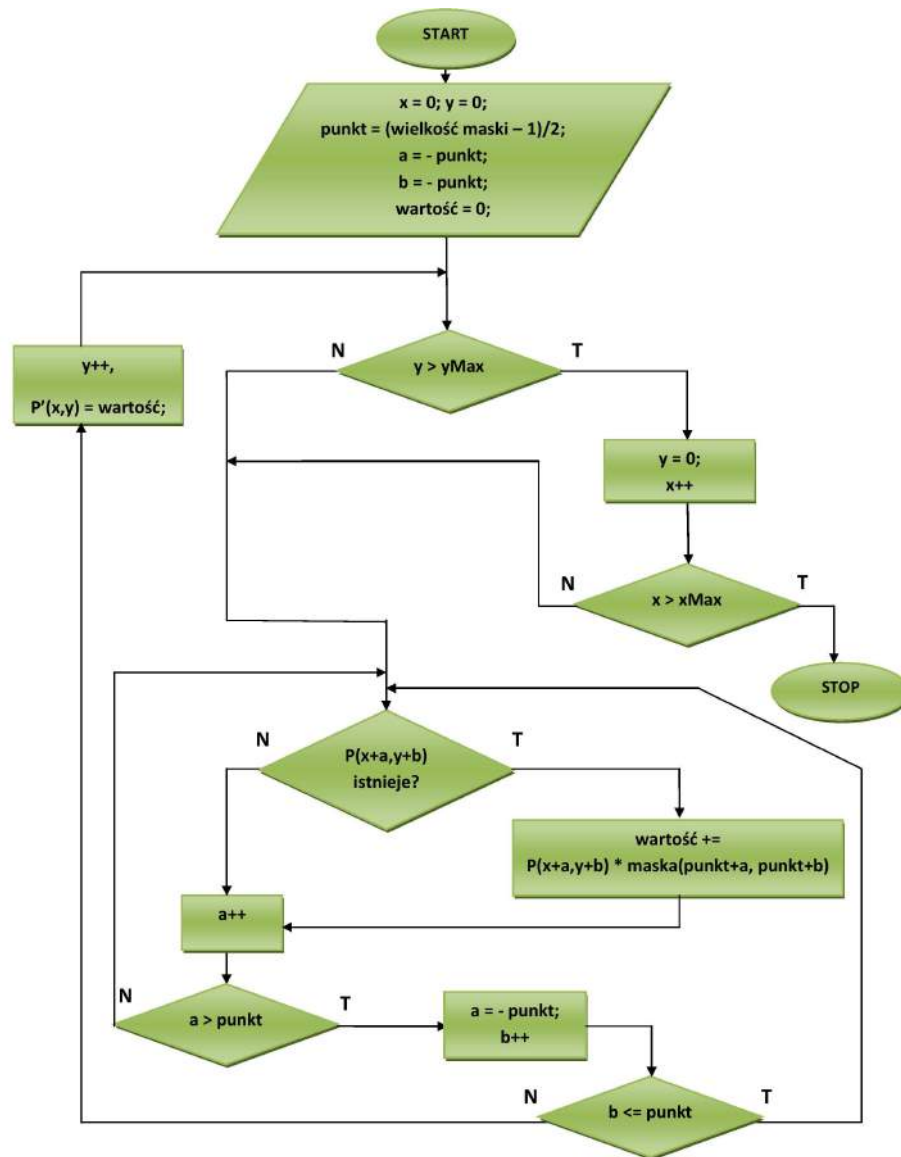 START
x = 0; y = 0;
punkt = (wielkość maski – 1)/2;
a = - punkt;
b = - punkt;
wartość = 0;
N
y > yMax
T
y++,
P’(x,y) = wartość;
y = 0;
x++
N
x > xMax
T
STOP
N
P(x+a,y+b)
istnieje?
T
wartość +=
P(x+a,y+b) * maska(punkt+a, punkt+b)
a++
N
a > punkt
T
a = - punkt;
b++
N
b <= punkt
T